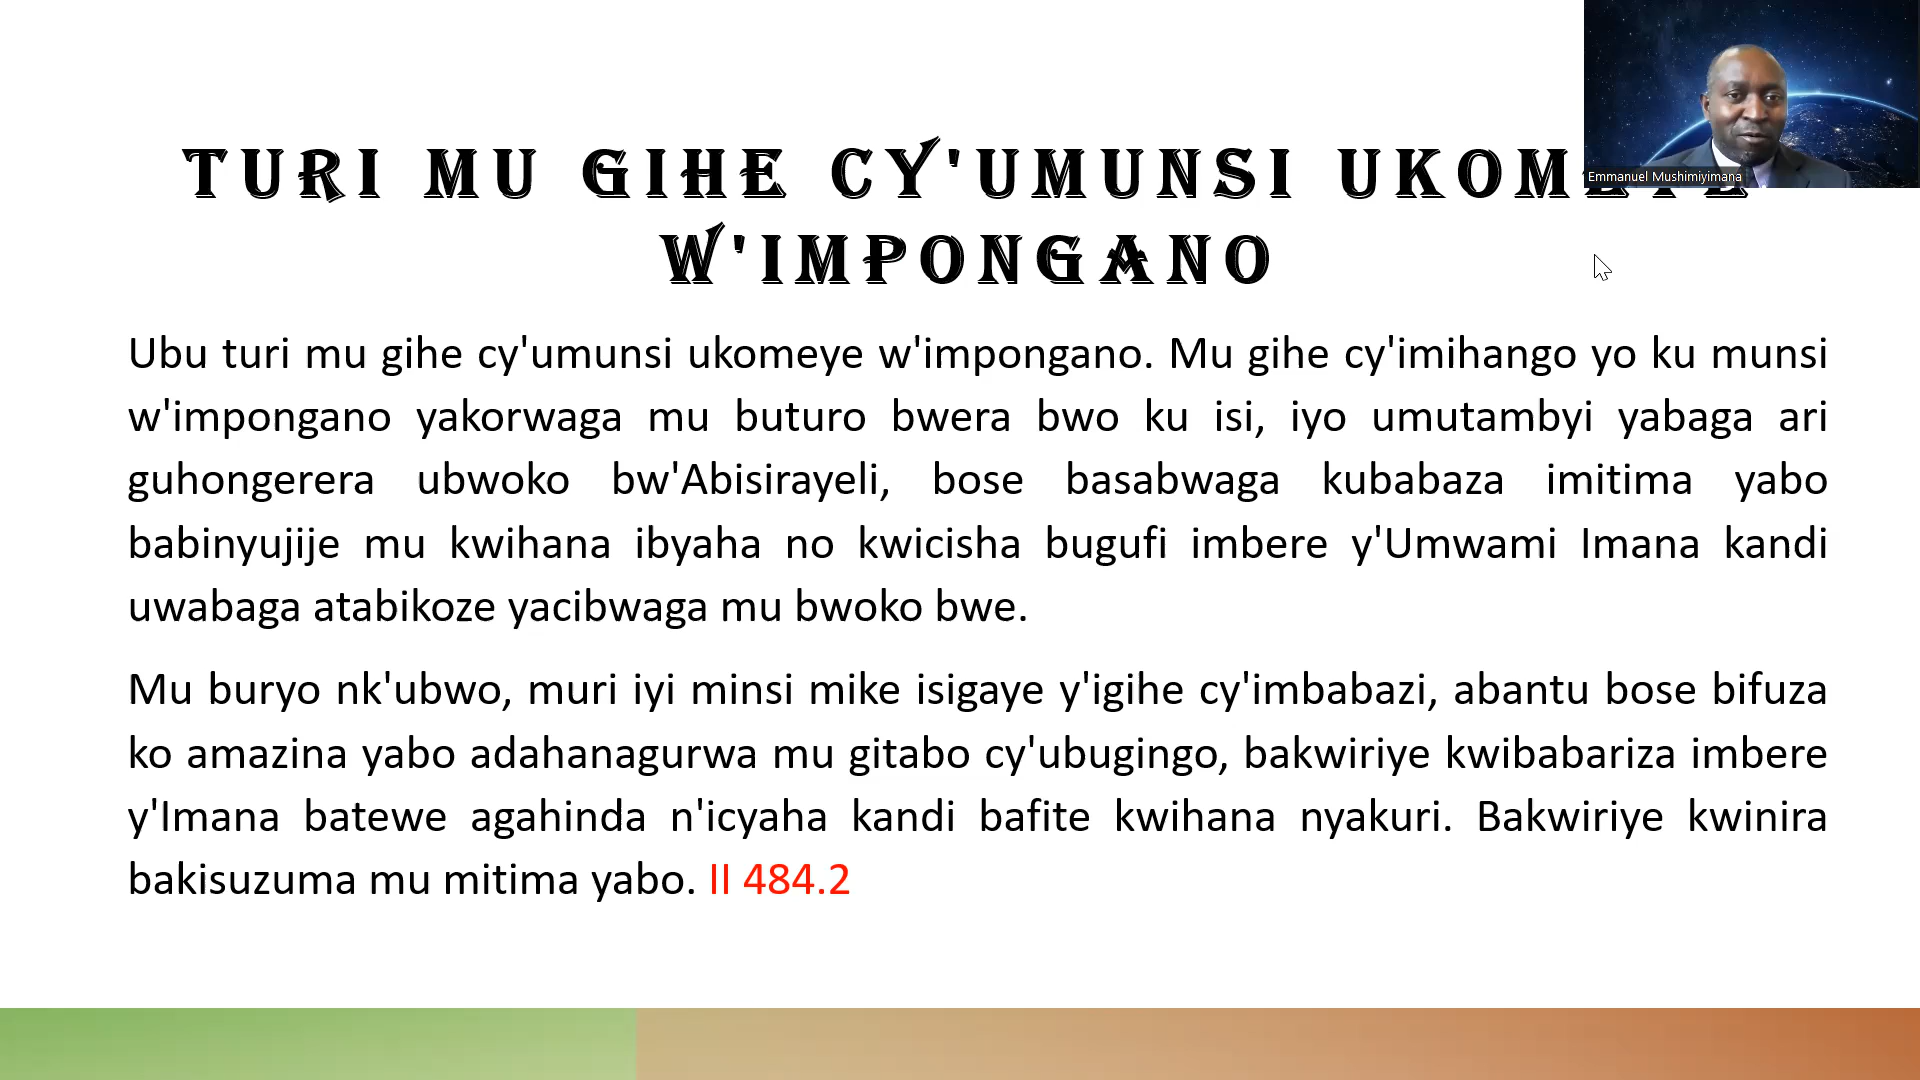 TURI MU GIHE CY'UMUNSI
W'IMPONGANO
Emmanuel Mushimiyimana
Ubu turi mu gihe cy'umunsi ukomeye w'impongano. Mu gihe cy'imihango yo ku munsi
w'impongano yakorwaga mu buturo bwera bwo ku isi, iyo umutambyi yabaga ari
guhongerera ubwoko bw'Abisirayeli, bose basabwaga kubabaza imitima yabo
babinyujije mu kwihana ibyaha no kwicisha bugufi imbere y'Umwami Imana kandi
uwabaga atabikoze yacibwaga mu bwoko bwe.
Mu buryo nk'ubwo, muri iyi minsi mike isigaye y'igihe cy'imbabazi, abantu bose bifuza
ko amazina yabo adahanagurwa mu gitabo cy'ubugingo, bakwiriye kwibabariza imbere
y'Imana batewe agahinda n'icyaha kandi bafite kwihana nyakuri. Bakwiriye kwinira
bakisuzuma mu mitima yabo. II 484.2